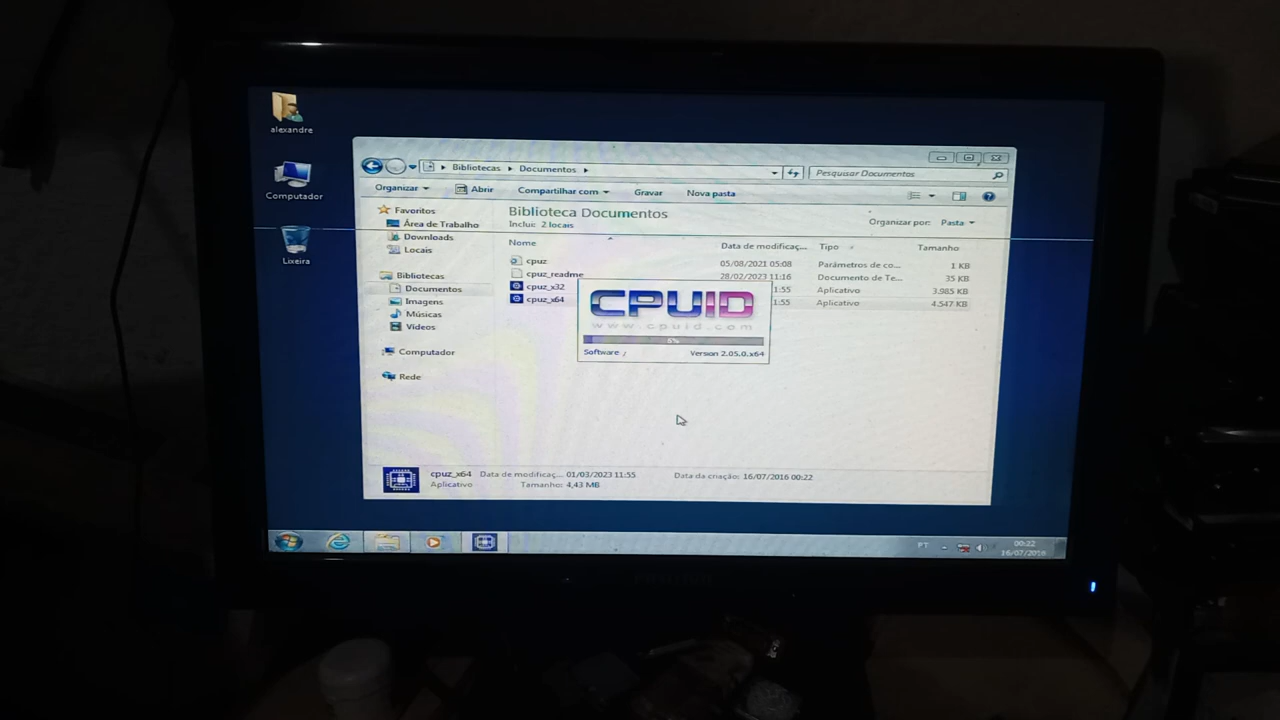 alexandre
Computador
Lixeira
Bibliotecas
Documentos
Pesquisar Documentos
Organizar
Abrir
Compartilhar com
Gravar
Nova pasta
Favoritos
Área de Trabalho
Downloads
Locais
Bibliotecas
Documentos
Imagens
Músicas
Vídeos
Computador
Rede
Biblioteca Documentos
Inclui: 2 locais
Organizar por: Pasta
Nome Data de modificaç... Tipo Tamanho
cpuz 05/08/2021 05:08 Parâmetros de co... 1 KB
cpuz_readme 28/02/2023 11:16 Documento de Te... 35 KB
cpuz_x32 1:55 Aplicativo 3.985 KB
cpuz_x64 1:55 Aplicativo 4.547 KB
CPUID
www.cpuid.com
6%
Software Version 2.05.0.x64
cpuz_x64 Data de modificaç... 01/03/2023 11:55 Data da criação: 16/07/2016 00:22
Aplicativo Tamanho: 4,43 MB
PT
00:22
16/07/2016